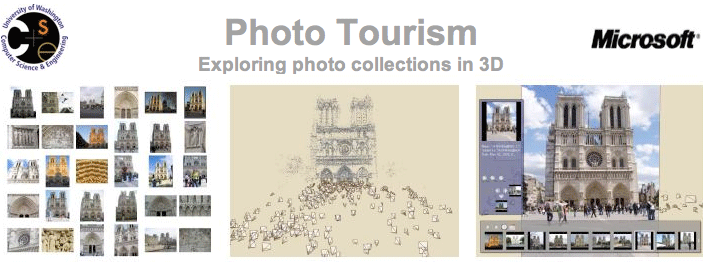 University of Washington
Computer Science & Engineering
C S e
Photo Tourism
Exploring photo collections in 3D
Microsoft®